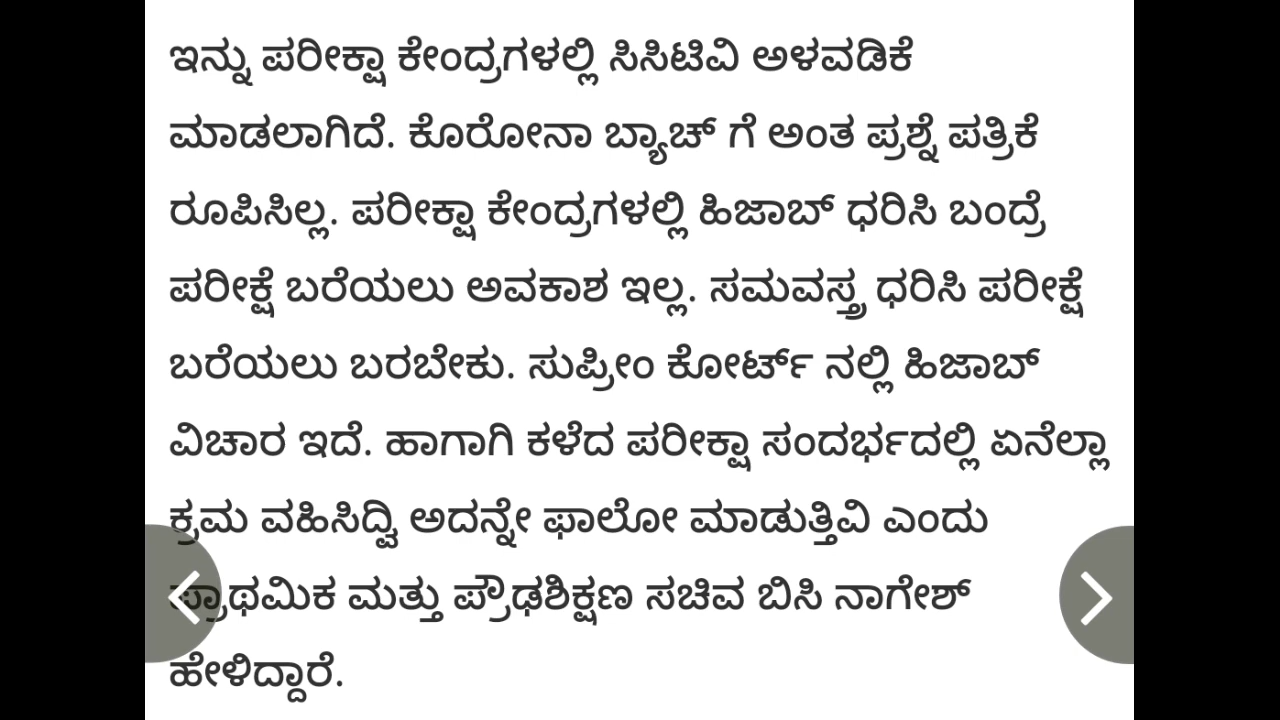 ಇನ್ನು ಪರೀಕ್ಷಾ ಕೇಂದ್ರಗಳಲ್ಲಿ ಸಿಸಿಟಿವಿ ಅಳವಡಿಕೆ
ಮಾಡಲಾಗಿದೆ. ಕೊರೋನಾ ಬ್ಯಾಚ್ ಗೆ ಅಂತ ಪ್ರಶ್ನೆ ಪತ್ರಿಕೆ
ರೂಪಿಸಿಲ್ಲ. ಪರೀಕ್ಷಾ ಕೇಂದ್ರಗಳಲ್ಲಿ ಹಿಜಾಬ್ ಧರಿಸಿ ಬಂದ್ರೆ
ಪರೀಕ್ಷೆ ಬರೆಯಲು ಅವಕಾಶ ಇಲ್ಲ. ಸಮವಸ್ತ್ರ ಧರಿಸಿ ಪರೀಕ್ಷೆ
ಬರೆಯಲು ಬರಬೇಕು. ಸುಪ್ರೀಂ ಕೋರ್ಟ್ ನಲ್ಲಿ ಹಿಜಾಬ್
ವಿಚಾರ ಇದೆ. ಹಾಗಾಗಿ ಕಳೆದ ಪರೀಕ್ಷಾ ಸಂದರ್ಭದಲ್ಲಿ ಏನೆಲ್ಲಾ
ಕ್ರಮ ವಹಿಸಿದ್ವಿ ಅದನ್ನೇ ಫಾಲೋ ಮಾಡುತ್ತಿವಿ ಎಂದು
ಪ್ರಾಥಮಿಕ ಮತ್ತು ಪ್ರೌಢಶಿಕ್ಷಣ ಸಚಿವ ಬಿಸಿ ನಾಗೇಶ್
ಹೇಳಿದ್ದಾರೆ.